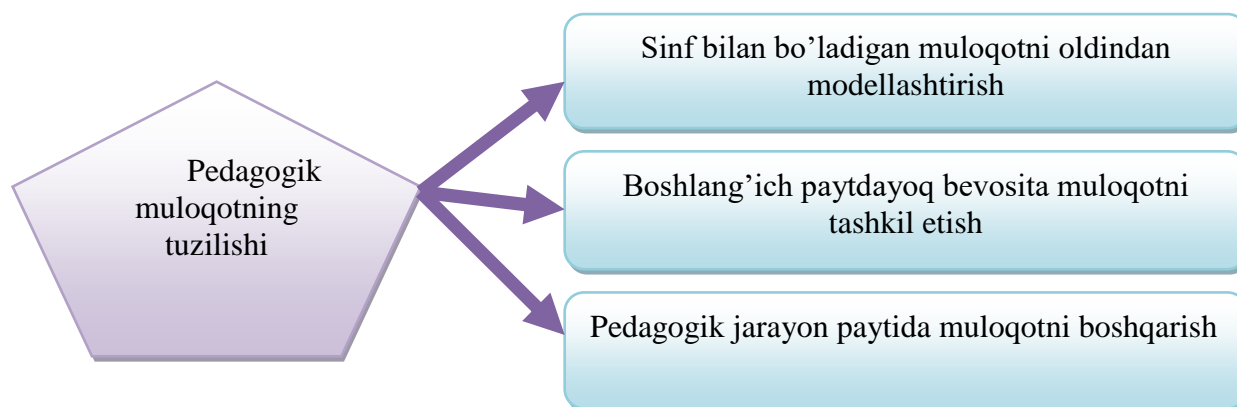 Pedagogik
muloqotning
tuzilishi
Sinf bilan bo’ladigan muloqotni oldindan
modellashtirish
Boshlang’ich paytdayoq bevosita muloqotni
tashkil etish
Pedagogik jarayon paytida muloqotni boshqarish